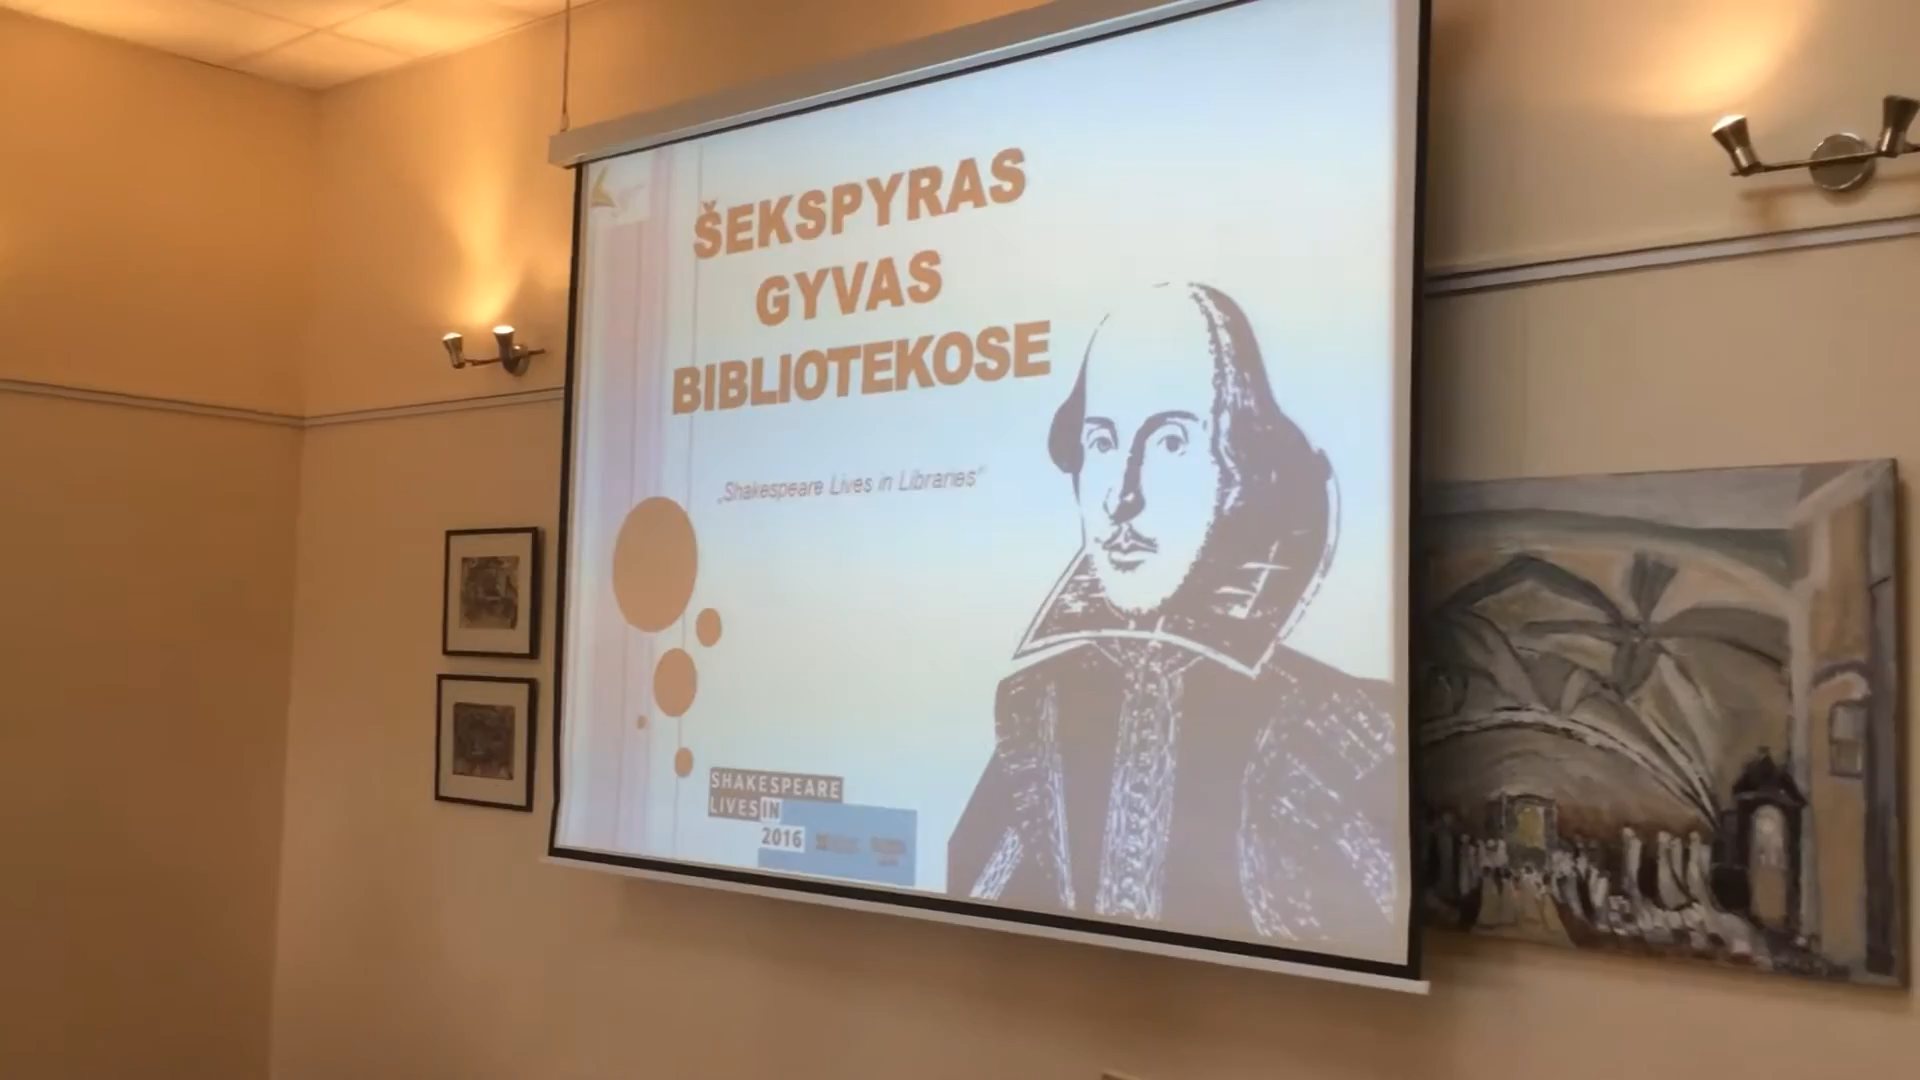 ŠEKSPYRAS
GYVAS
BIBLIOTEKOSE
„Shakespeare Lives in Libraries“
SHAKESPEARE
LIVES IN
2016